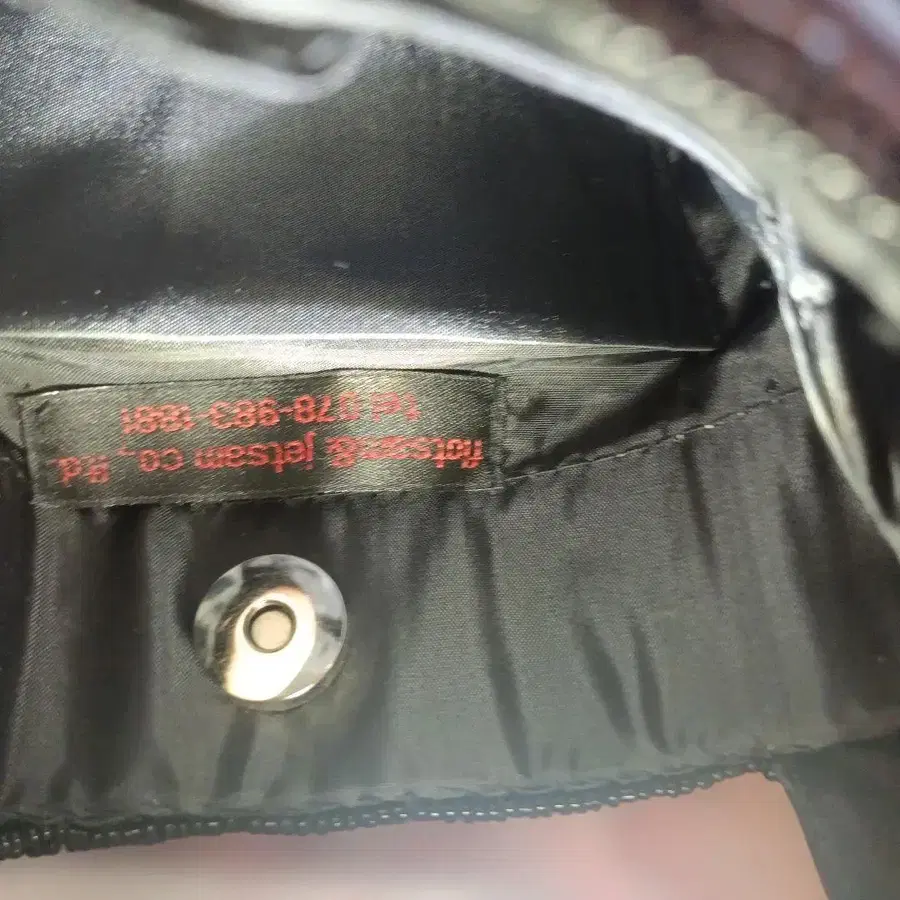 flotsam& jetsam co., ltd.
Tel 078-983-1881